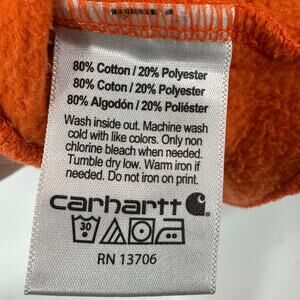 80% Cotton / 20% Polyester
80% Coton / 20% Polyester
80% Algodón / 20% Poliéster
Wash inside out. Machine wash
cold with like colors. Only non
chlorine bleach when needed.
Tumble dry low. Warm iron if
needed. Do not iron on print.
carhartt
30
RN 13706